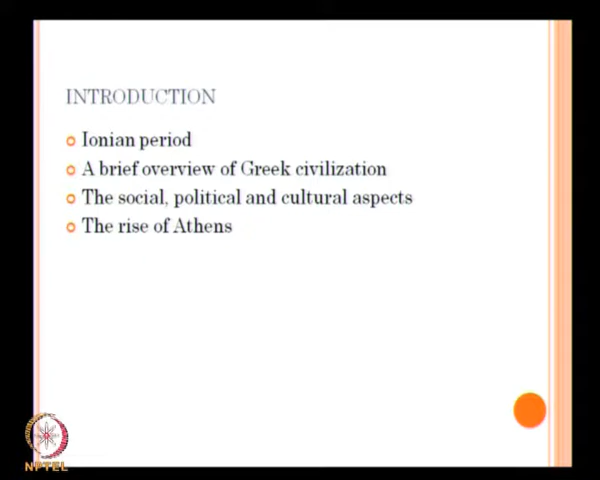 INTRODUCTION
Ionian period
A brief overview of Greek civilization
The social, political and cultural aspects
The rise of Athens
NPTEL